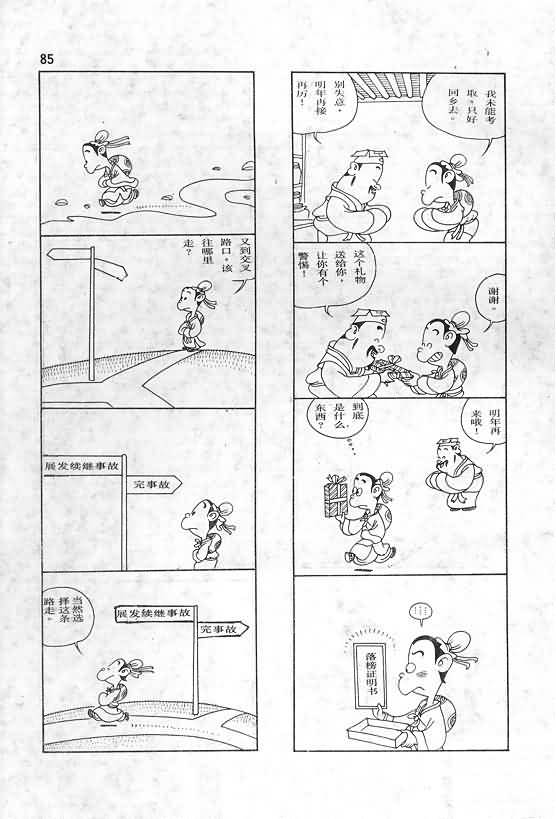 85
我未能考
取。只好
回乡去。
别失意，
明年再接
再厉！
这个礼物
送给你，
让你有个
警惕！
谢谢。
明年再
来哦！
到底
是什么
东西？
……
落榜证明书
又到交叉
路口。该
往哪里
走？
展发续继事故
完事故
展发续继事故
完事故
当然选
择这条
路走。